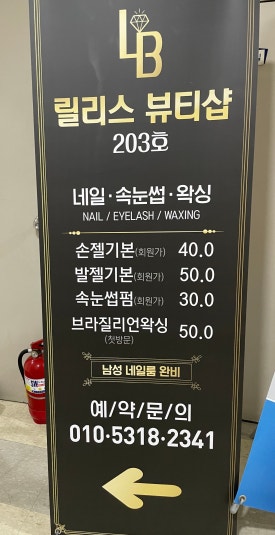 LB
릴리스 뷰티샵
203호
네일·속눈썹·왁싱
NAIL / EYELASH / WAXING
손젤기본(회원가) 40.0
발젤기본(회원가) 50.0
속눈썹펌(회원가) 30.0
브라질리언왁싱 50.0
(첫방문)
남성 네일룸 완비
예/약/문/의
010·5318·2341